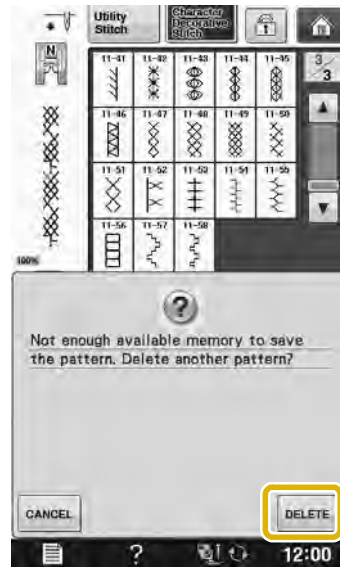 Utility
Stitch
Character
Decorative
Stitch
N
11-41 11-42 11-43 11-44 11-45
3/3
11-46 11-47 11-48 11-49 11-50
11-51 11-52 11-53 11-54 11-55
11-56 11-57 11-58
100%
?
Not enough available memory to save
the pattern. Delete another pattern?
CANCEL DELETE
? 12:00